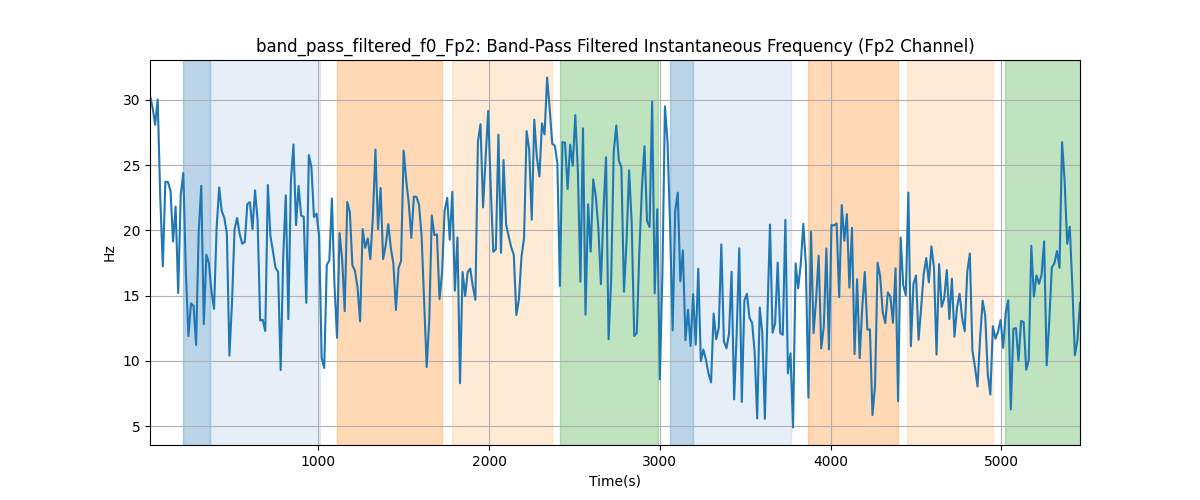 band_pass_filtered_f0_Fp2: Band-Pass Filtered Instantaneous Frequency (Fp2 Channel)
30
25
20
15
10
5
Hz
1000 2000 3000 4000 5000
Time(s)